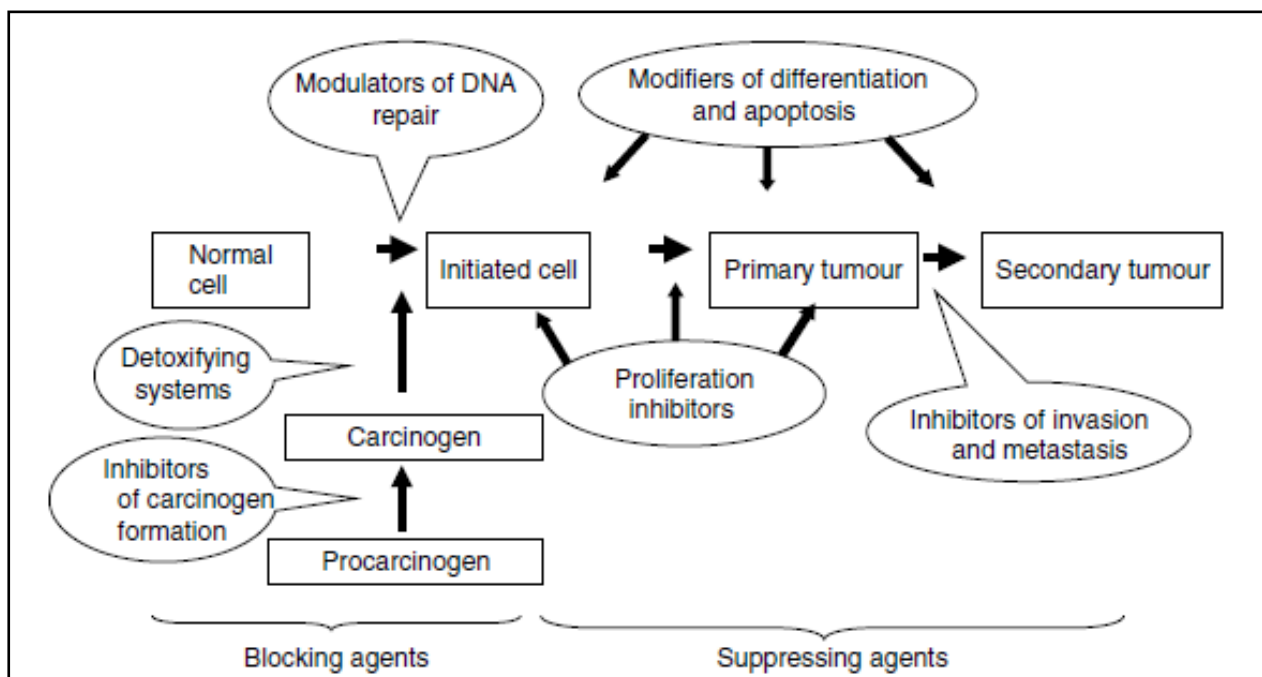 Modulators of DNA
repair
Modifiers of differentiation
and apoptosis
Normal
cell
Initiated cell
Primary tumour
Secondary tumour
Detoxifying
systems
Proliferation
inhibitors
Carcinogen
Inhibitors of invasion
and metastasis
Inhibitors
of carcinogen
formation
Procarcinogen
Blocking agents
Suppressing agents